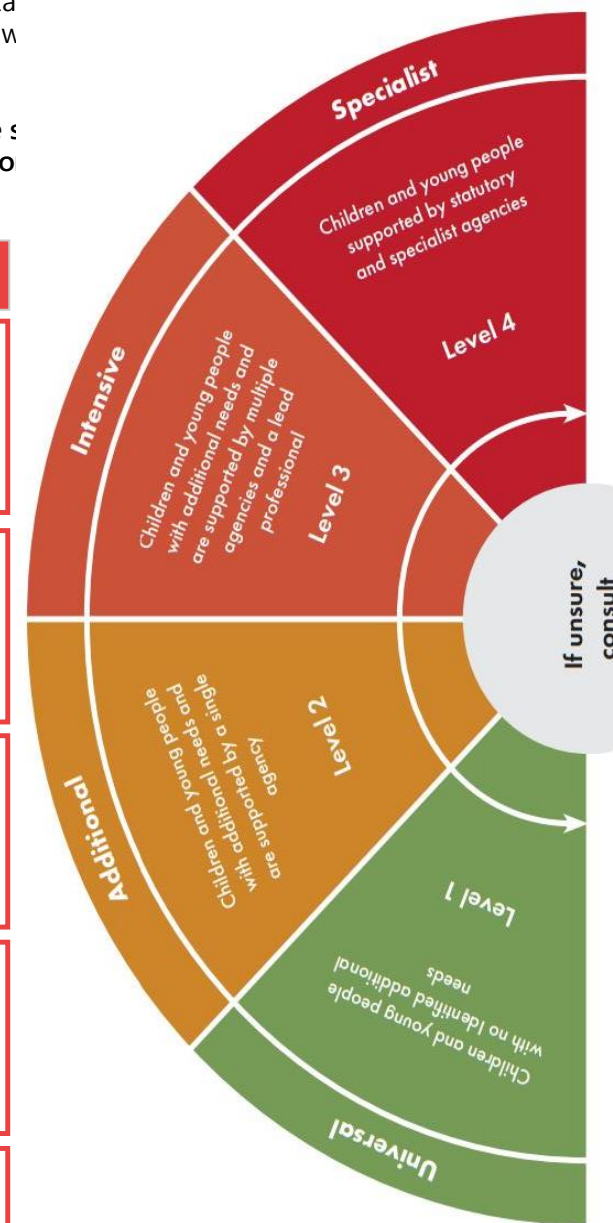 Specialist
Children and young people
supported by statutory
and specialist agencies
Level 4
Intensive
Children and young people
with additional needs and
are supported by multiple
agencies and a lead
professional
Level 3
Additional
Children and young people
with additional needs and
are supported by a single
agency
Level 2
Universal
Children and young people
with no Identified additional
needs
Level 1
If unsure,
consult